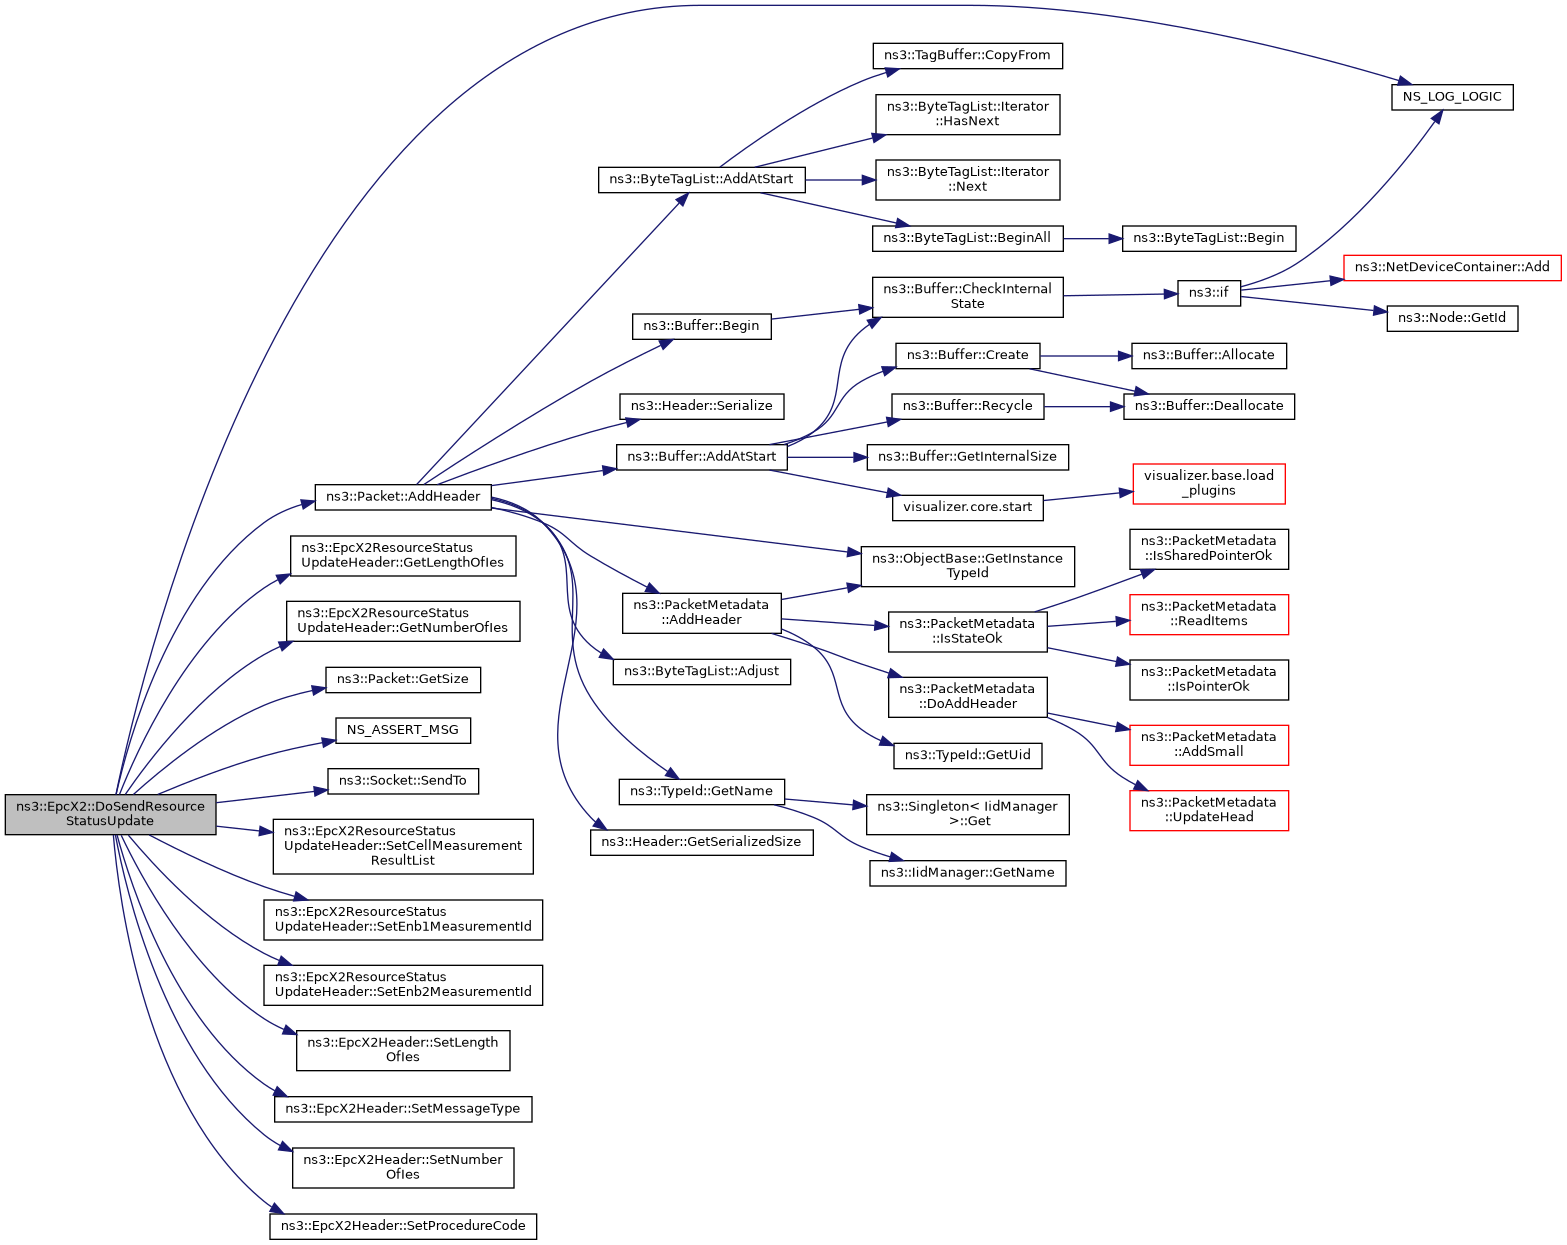 ns3::EpcX2::DoSendResource
StatusUpdate
NS_LOG_LOGIC
ns3::Packet::AddHeader
ns3::EpcX2ResourceStatus
UpdateHeader::GetLengthOfIes
ns3::EpcX2ResourceStatus
UpdateHeader::GetNumberOfIes
ns3::Packet::GetSize
NS_ASSERT_MSG
ns3::Socket::SendTo
ns3::EpcX2ResourceStatus
UpdateHeader::SetCellMeasurement
ResultList
ns3::EpcX2ResourceStatus
UpdateHeader::SetEnb1MeasurementId
ns3::EpcX2ResourceStatus
UpdateHeader::SetEnb2MeasurementId
ns3::EpcX2Header::SetLength
OfIes
ns3::EpcX2Header::SetMessageType
ns3::EpcX2Header::SetNumber
OfIes
ns3::EpcX2Header::SetProcedureCode
ns3::ByteTagList::AddAtStart
ns3::Buffer::Begin
ns3::Header::Serialize
ns3::Buffer::AddAtStart
ns3::PacketMetadata
::AddHeader
ns3::ByteTagList::Adjust
ns3::TypeId::GetName
ns3::Header::GetSerializedSize
ns3::TagBuffer::CopyFrom
ns3::ByteTagList::Iterator
::HasNext
ns3::ByteTagList::Iterator
::Next
ns3::ByteTagList::BeginAll
ns3::ByteTagList::Begin
ns3::Buffer::CheckInternal
State
ns3::if
ns3::NetDeviceContainer::Add
ns3::Node::GetId
ns3::Buffer::Create
ns3::Buffer::Allocate
ns3::Buffer::Recycle
ns3::Buffer::Deallocate
ns3::Buffer::GetInternalSize
visualizer.core.start
visualizer.base.load
_plugins
ns3::ObjectBase::GetInstance
TypeId
ns3::PacketMetadata
::IsStateOk
ns3::PacketMetadata
::IsSharedPointerOk
ns3::PacketMetadata
::ReadItems
ns3::PacketMetadata
::IsPointerOk
ns3::PacketMetadata
::DoAddHeader
ns3::PacketMetadata
::AddSmall
ns3::PacketMetadata
::UpdateHead
ns3::TypeId::GetUid
ns3::Singleton< IidManager
>::Get
ns3::IidManager::GetName